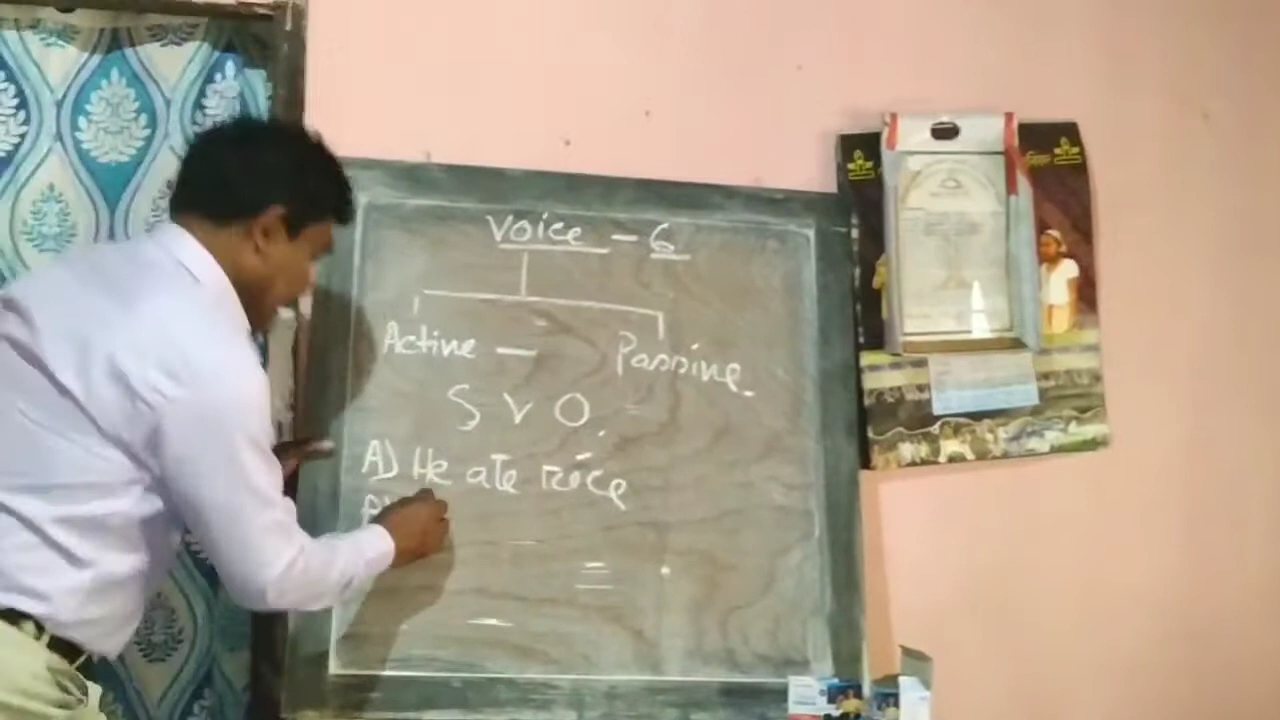 Voice - 6
Active - Passive
S V O
A) He ate rice
P)